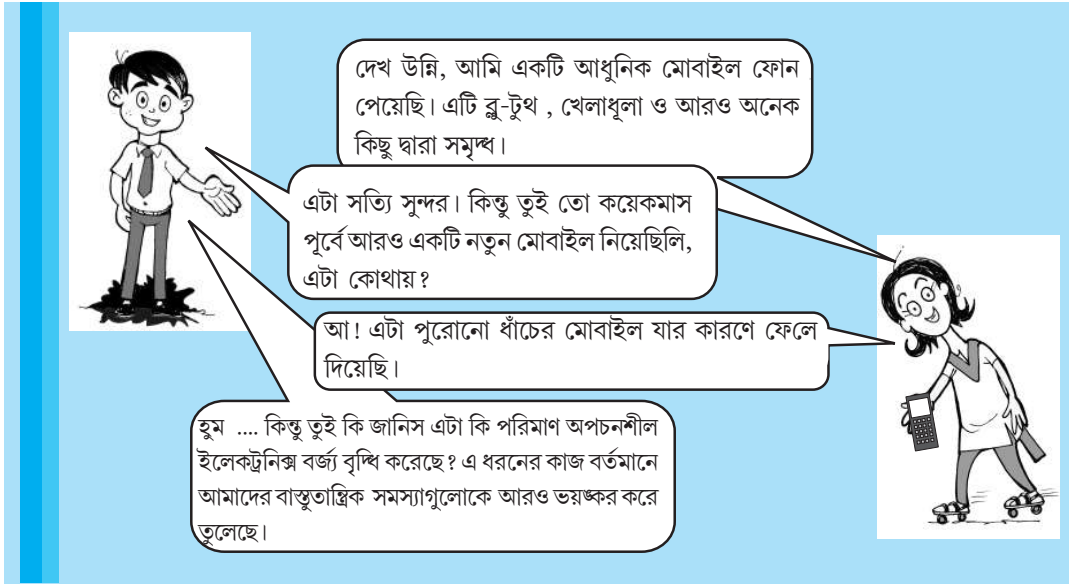 দেখ উন্নি, আমি একটি আধুনিক মোবাইল ফোন
পেয়েছি। এটি ব্লু-টুথ , খেলাধূলা ও আরও অনেক
কিছু দ্বারা সমৃদ্ধ।
এটা সত্যি সুন্দর। কিন্তু তুই তো কয়েকমাস
পূর্বে আরও একটি নতুন মোবাইল নিয়েছিলি,
এটা কোথায়?
আ! এটা পুরোনো ধাঁচের মোবাইল যার কারণে ফেলে
দিয়েছি।
হুম .... কিন্তু তুই কি জানিস এটা কি পরিমাণ অপচনশীল
ইলেকট্রনিক্স বর্জ্য বৃদ্ধি করেছে? এ ধরনের কাজ বর্তমানে
আমাদের বাস্তুতান্ত্রিক সমস্যাগুলোকে আরও ভয়ঙ্কর করে
তুলেছে।